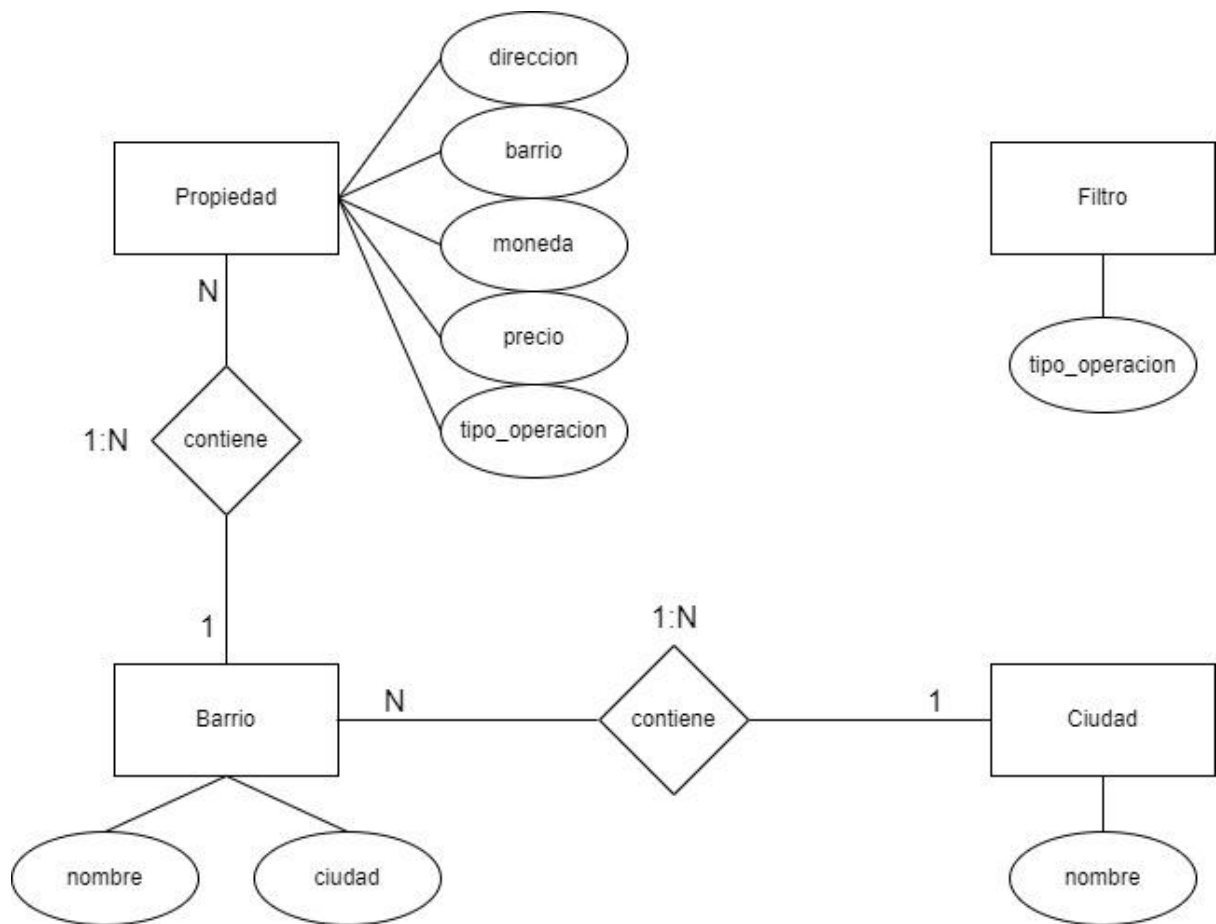 direccion
barrio
Propiedad
Filtro
moneda
N
precio
tipo_operacion
tipo_operacion
1:N
contiene
1:N
1
Barrio
N
contiene
1
Ciudad
nombre
ciudad
nombre